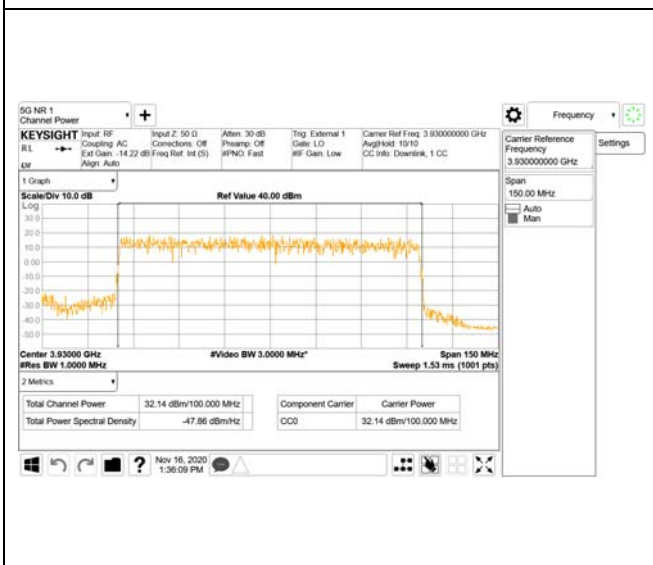 5G NR 1
Channel Power
Frequency
KEYSIGHT
RL
Input: RF
Coupling: AC
Ext Gain: -14.22 dB
Align: Auto
Input Z: 50 Ω
Corrections: Off
Freq Ref: Int (S)
Atten: 30 dB
Preamp: Off
#PNO: Fast
Trig: External 1
Gate: LO
#IF Gain: Low
Carrier Ref Freq: 3.930000000 GHz
Avg|Hold: 10/10
CC Info: Downlink, 1 CC
Carrier Reference
Frequency
3.930000000 GHz
Settings
Span
150.00 MHz
Auto
Man
1 Graph
Scale/Div 10.0 dB
Ref Value 40.00 dBm
Log
30.0
20.0
10.0
0.00
-10.0
-20.0
-30.0
-40.0
-50.0
Center 3.93000 GHz
#Video BW 3.0000 MHz*
Span 150 MHz
#Res BW 1.0000 MHz
Sweep 1.53 ms (1001 pts)
2 Metrics
Total Channel Power 32.14 dBm/100.000 MHz
Total Power Spectral Density -47.86 dBm/Hz
Component Carrier Carrier Power
CC0 32.14 dBm/100.000 MHz
Nov 16, 2020
1:36:09 PM